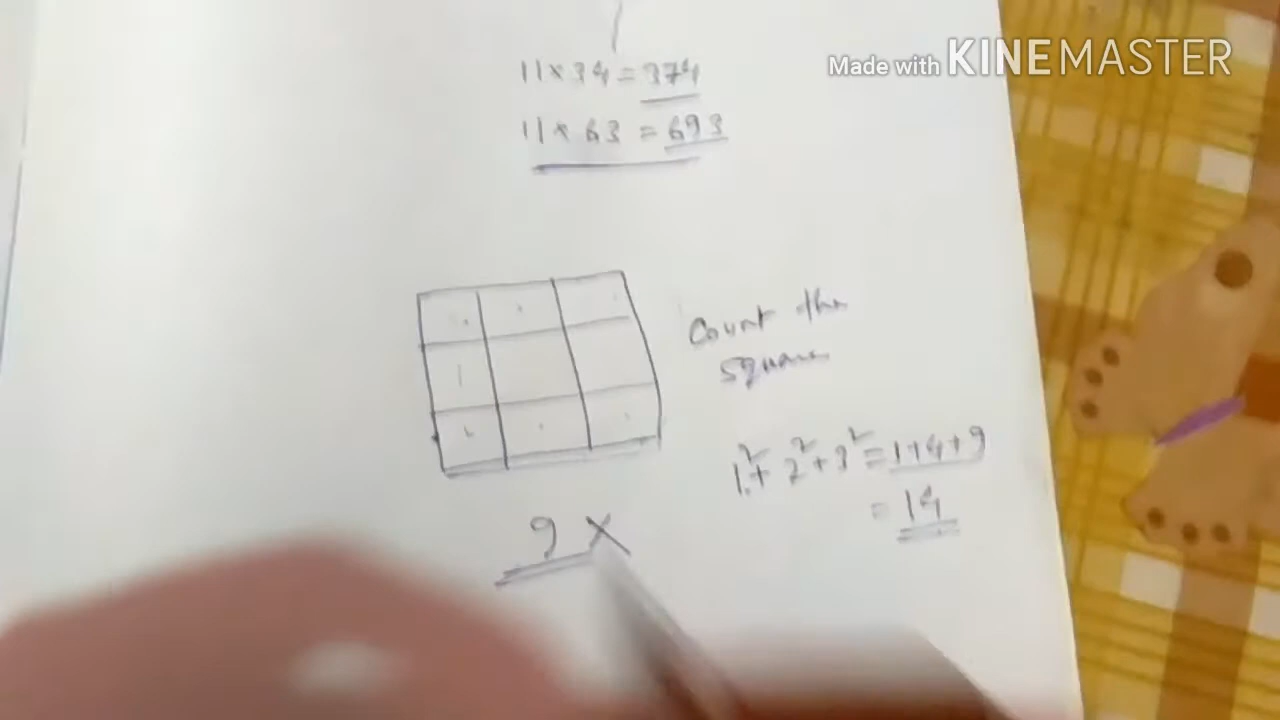 Made with KINEMASTER
11 × 34 = 374
11 × 63 = 693
Count the
square
1² + 2² + 3² = 1+4+9
= 14
9 ×